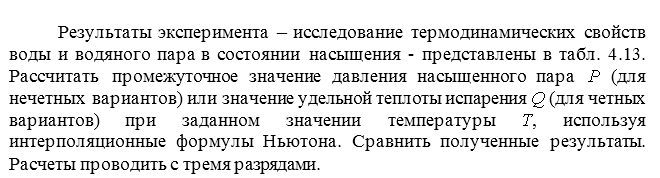 Результаты эксперимента – исследование термодинамических свойств
воды и водяного пара в состоянии насыщения - представлены в табл. 4.13.
Рассчитать промежуточное значение давления насыщенного пара P (для
нечетных вариантов) или значение удельной теплоты испарения Q (для четных
вариантов) при заданном значении температуры T, используя
интерполяционные формулы Ньютона. Сравнить полученные результаты.
Расчеты проводить с тремя разрядами.